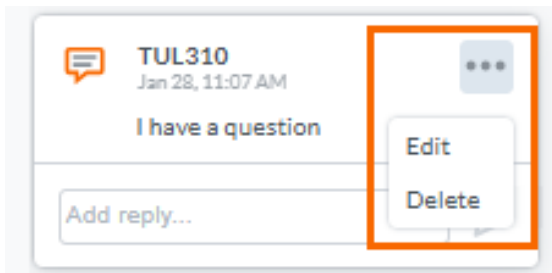 TUL310
Jan 28, 11:07 AM
I have a question
Edit
Delete
Add reply...